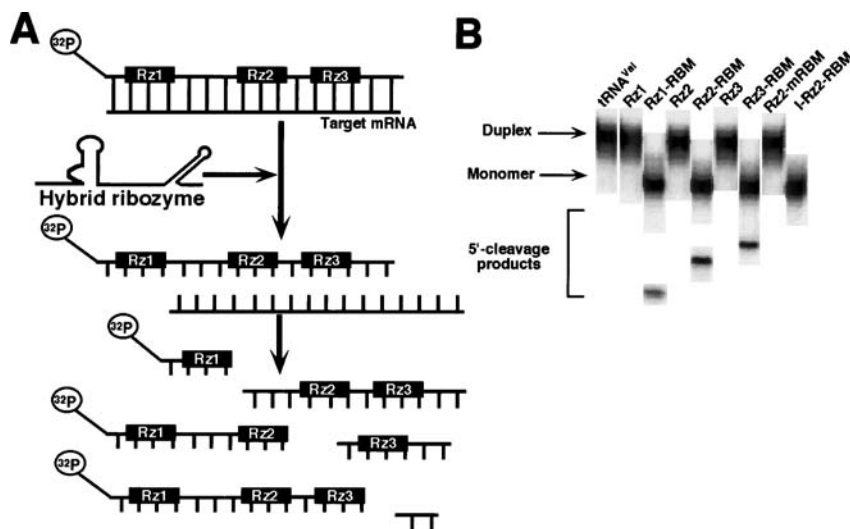 A
32P
Rz1 Rz2 Rz3
Target mRNA
Hybrid ribozyme
32P
Rz1 Rz2 Rz3
32P
Rz1
Rz2 Rz3
32P
Rz1 Rz2
Rz3
32P
Rz1 Rz2 Rz3
B
tRNAVal
Rz1
Rz1-RBM
Rz2
Rz2-RBM
Rz3
Rz3-RBM
Rz2-mRBM
I-Rz2-RBM
Duplex
Monomer
5'-cleavage
products